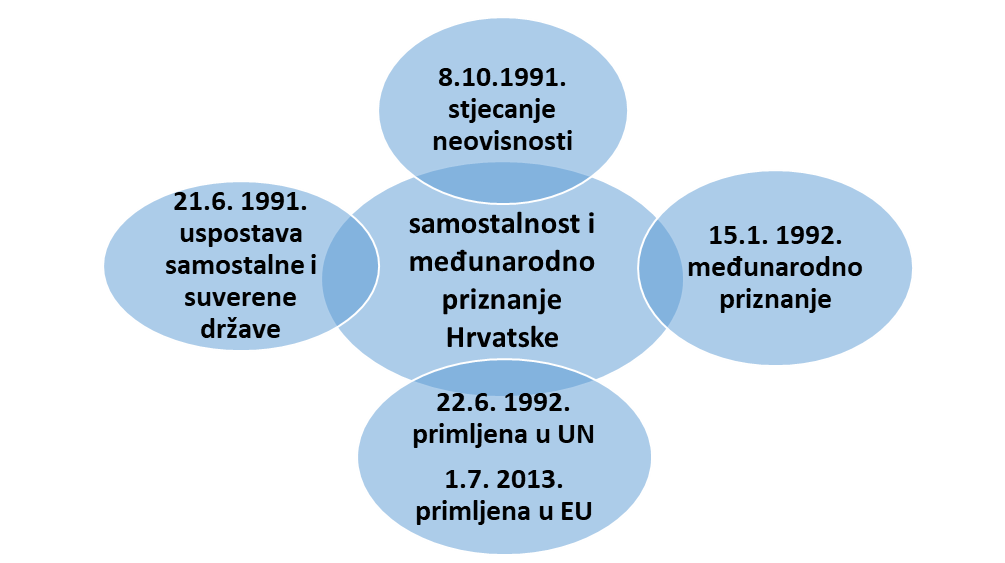 8.10.1991.
stjecanje
neovisnosti
21.6. 1991.
uspostava
samostalne i
suverene
države
samostalnost i
međunarodno
priznanje
Hrvatske
15.1. 1992.
međunarodno
priznanje
22.6. 1992.
primljena u UN
1.7. 2013.
primljena u EU